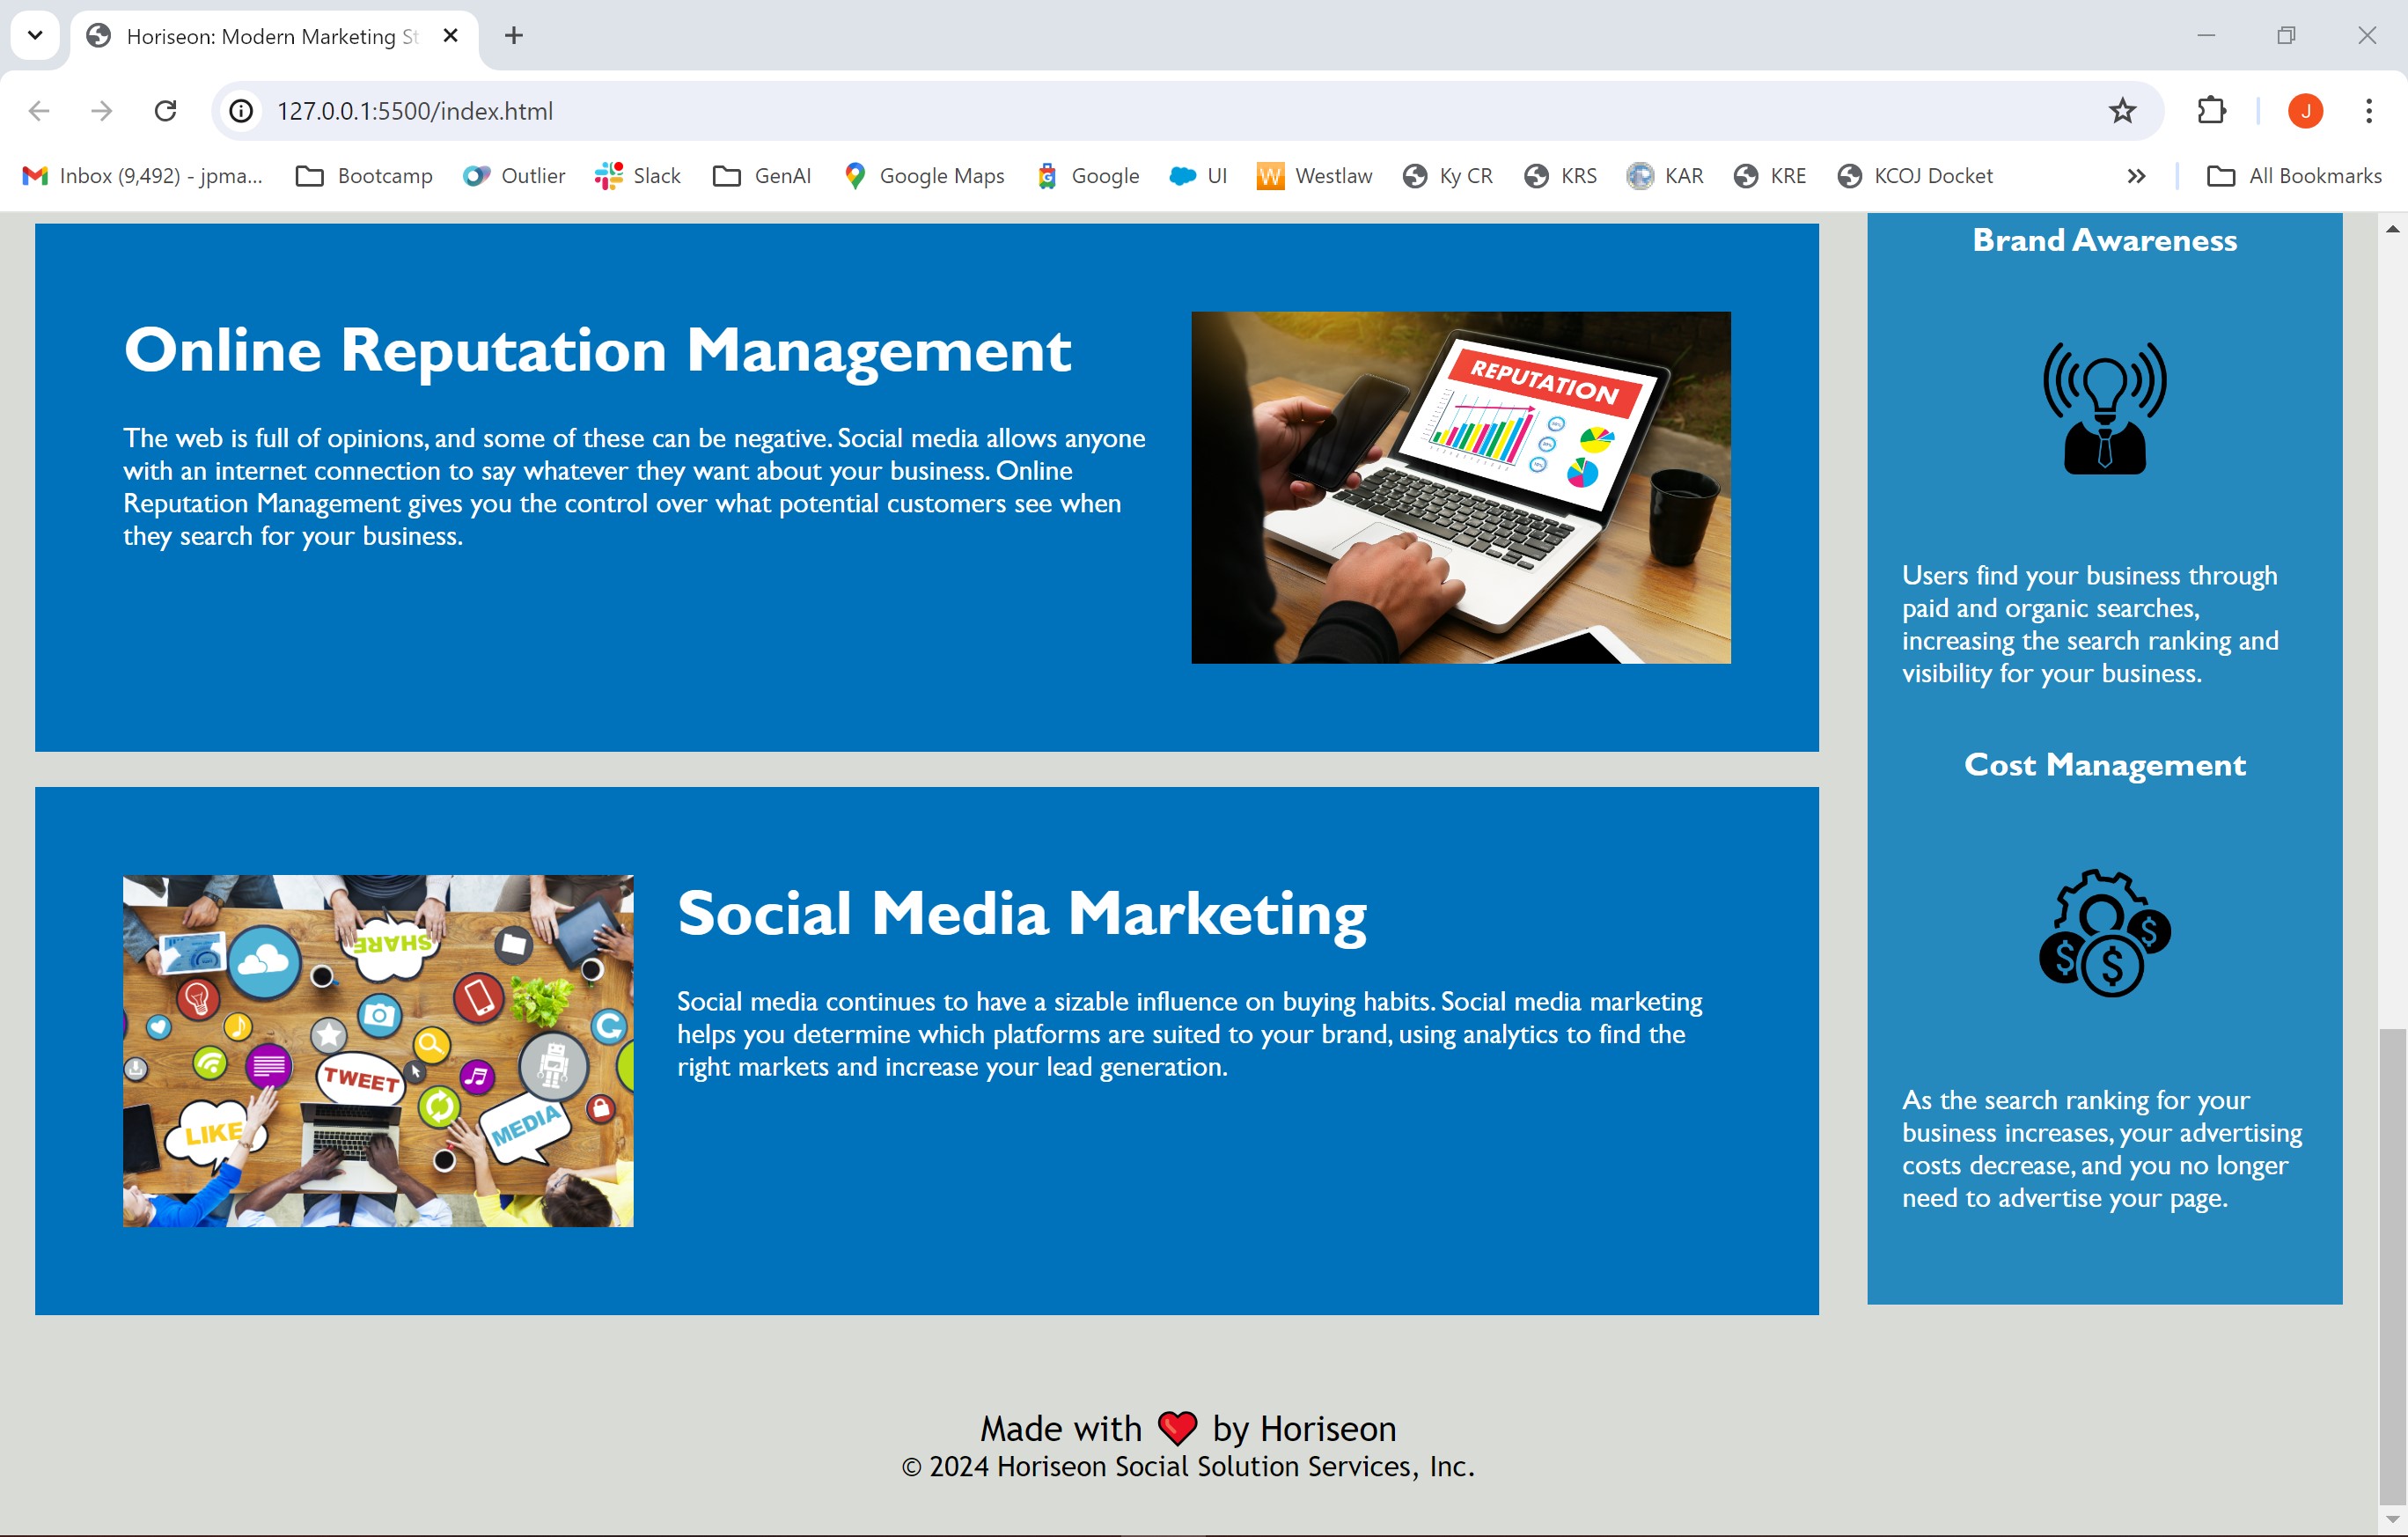 Horiseon: Modern Marketing St
127.0.0.1:5500/index.html
J
Inbox (9,492) - jpma... Bootcamp Outlier Slack GenAI Google Maps Google UI Westlaw Ky CR KRS KAR KRE KCOJ Docket All Bookmarks
Online Reputation Management
The web is full of opinions, and some of these can be negative. Social media allows anyone
with an internet connection to say whatever they want about your business. Online
Reputation Management gives you the control over what potential customers see when
they search for your business.
REPUTATION
Social Media Marketing
Social media continues to have a sizable influence on buying habits. Social media marketing
helps you determine which platforms are suited to your brand, using analytics to find the
right markets and increase your lead generation.
SHARE
TWEET
LIKE
MEDIA
Brand Awareness
Users find your business through
paid and organic searches,
increasing the search ranking and
visibility for your business.
Cost Management
$ $ $
As the search ranking for your
business increases, your advertising
costs decrease, and you no longer
need to advertise your page.
Made with ❤️ by Horiseon
© 2024 Horiseon Social Solution Services, Inc.